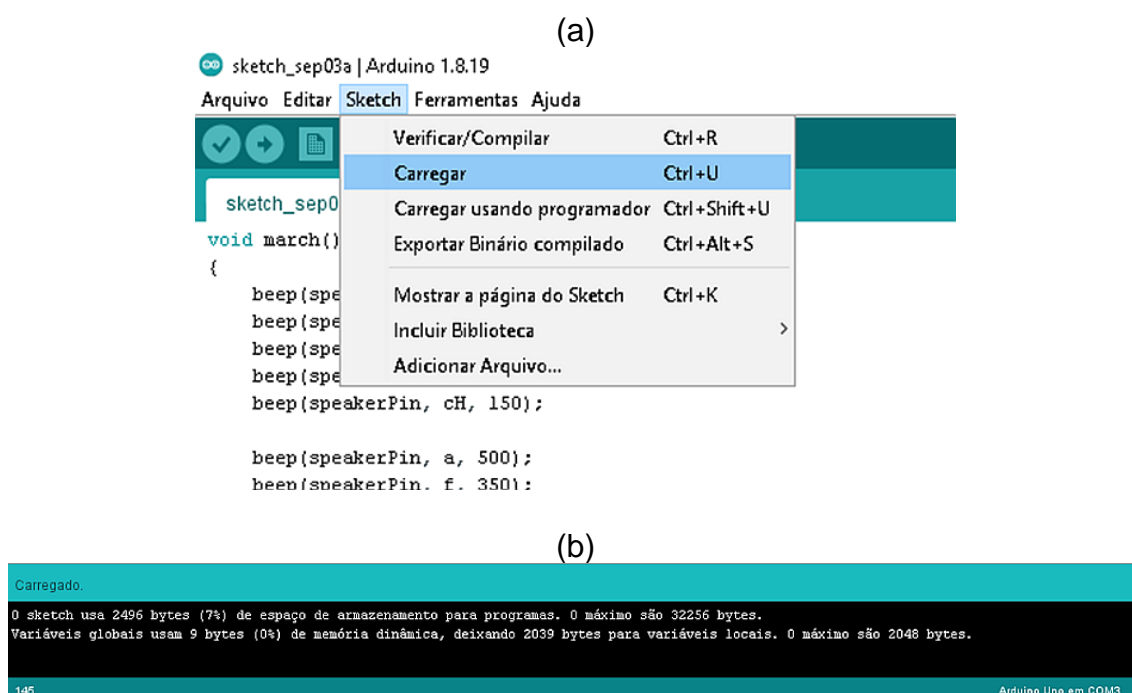 (a)
sketch_sep03a | Arduino 1.8.19
Arquivo Editar Sketch Ferramentas Ajuda
Verificar/Compilar Ctrl+R
Carregar Ctrl+U
sketch_sep0
Carregar usando programador Ctrl+Shift+U
void march()
Exportar Binário compilado Ctrl+Alt+S
{
beep(spe
Mostrar a página do Sketch Ctrl+K
beep(spe
Incluir Biblioteca
beep(spe
Adicionar Arquivo...
beep(spe
beep(speakerPin, cH, 150);
beep(speakerPin, a, 500);
beep(speakerPin, f, 350);
(b)
Carregado.
O sketch usa 2496 bytes (7%) de espaço de armazenamento para programas. O máximo são 32256 bytes.
Variáveis globais usam 9 bytes (0%) de memória dinâmica, deixando 2039 bytes para variáveis locais. O máximo são 2048 bytes.
145 Arduino Uno em COM3